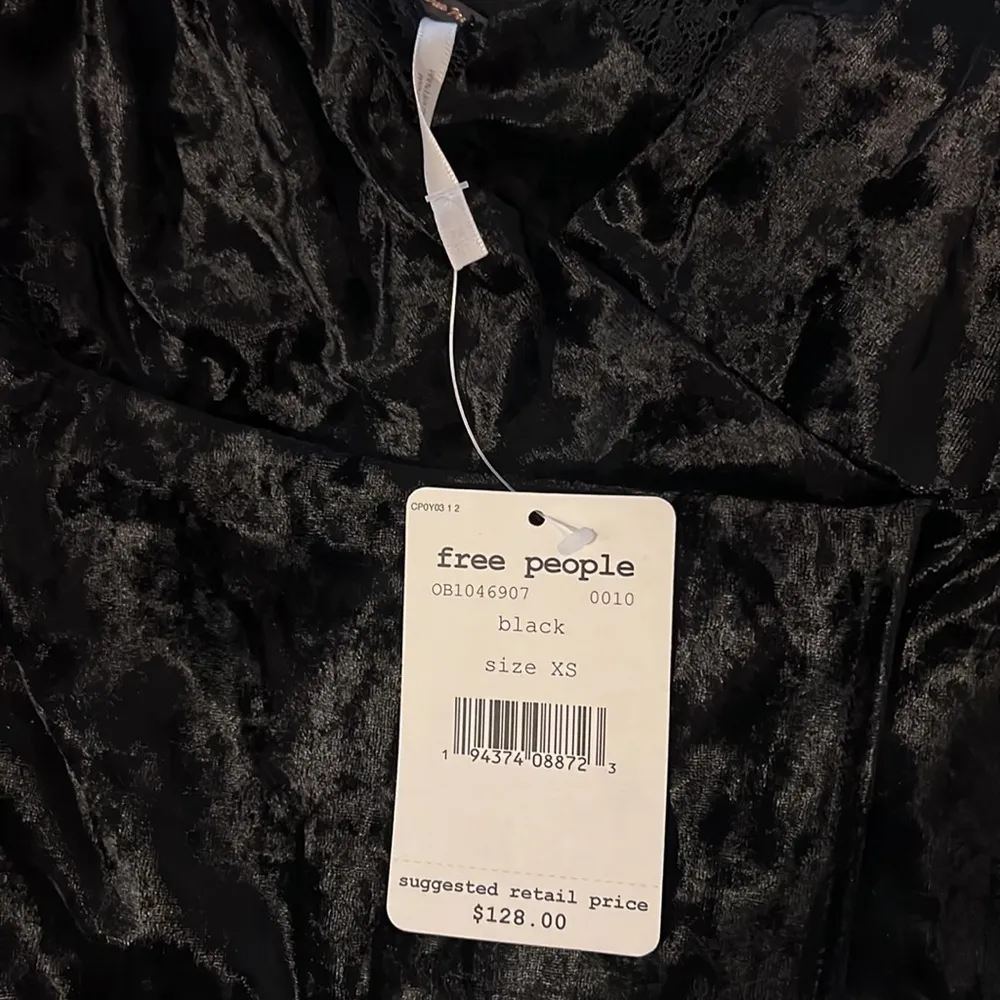 CP0Y03 1 2
free people
OB1046907 0010
black
size XS
1 94374 08872 3
suggested retail price
$128.00